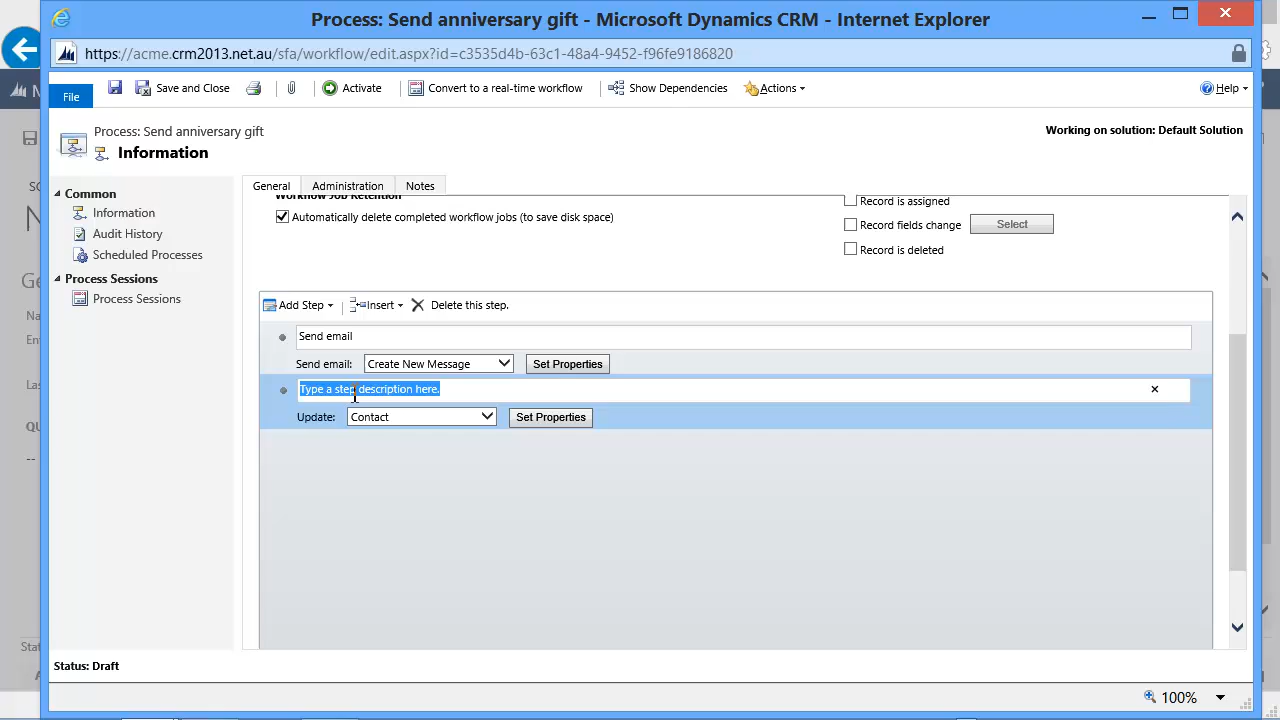 Process: Send anniversary gift - Microsoft Dynamics CRM - Internet Explorer
https://acme.crm2013.net.au/sfa/workflow/edit.aspx?id=c3535d4b-63c1-48a4-9452-f96fe9186820
File
Save and Close
Activate
Convert to a real-time workflow
Show Dependencies
Actions
Help
Process: Send anniversary gift
Information
Working on solution: Default Solution
Common
Information
Audit History
Scheduled Processes
Process Sessions
Process Sessions
General
Administration
Notes
Workflow Job Retention
Automatically delete completed workflow jobs (to save disk space)
Record is assigned
Record fields change
Select
Record is deleted
Add Step
Insert
Delete this step.
Send email
Send email:
Create New Message
Set Properties
Type a step description here.
Update:
Contact
Set Properties
Status: Draft
100%